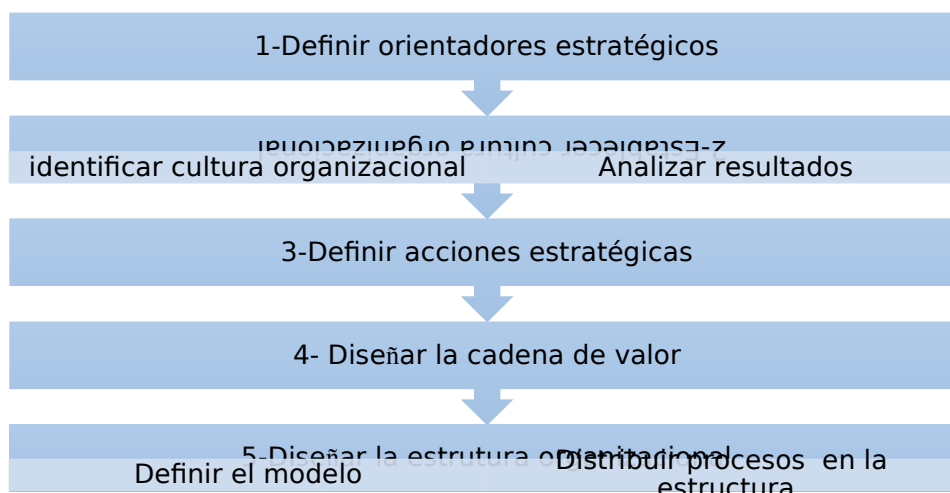 1-Definir orientadores estratégicos
2-Establecer cultura organizacional
identificar cultura organizacional
Analizar resultados
3-Definir acciones estratégicas
4- Diseñar la cadena de valor
5-Diseñar la estrutura organizacional
Definir el modelo
Distribuir procesos en la
estructura